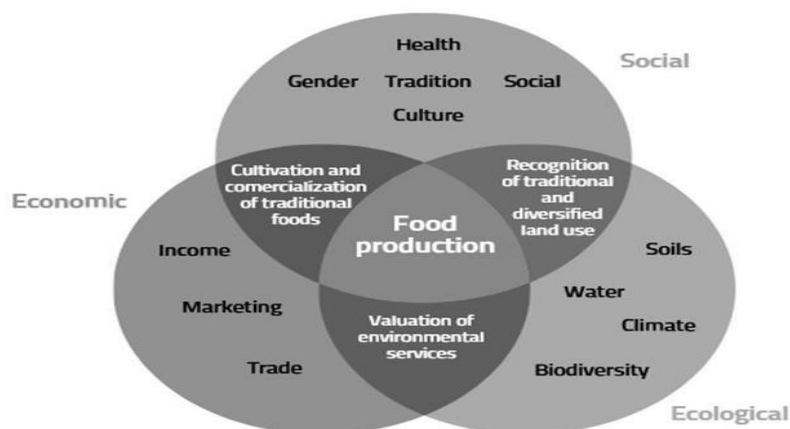 Health
Social
Gender Tradition Social
Culture
Cultivation and
comercialization
of traditional
foods
Recognition
of traditional
and
diversified
land use
Economic
Food
production
Income
Soils
Water
Marketing
Climate
Valuation of
environmental
services
Trade
Biodiversity
Ecological